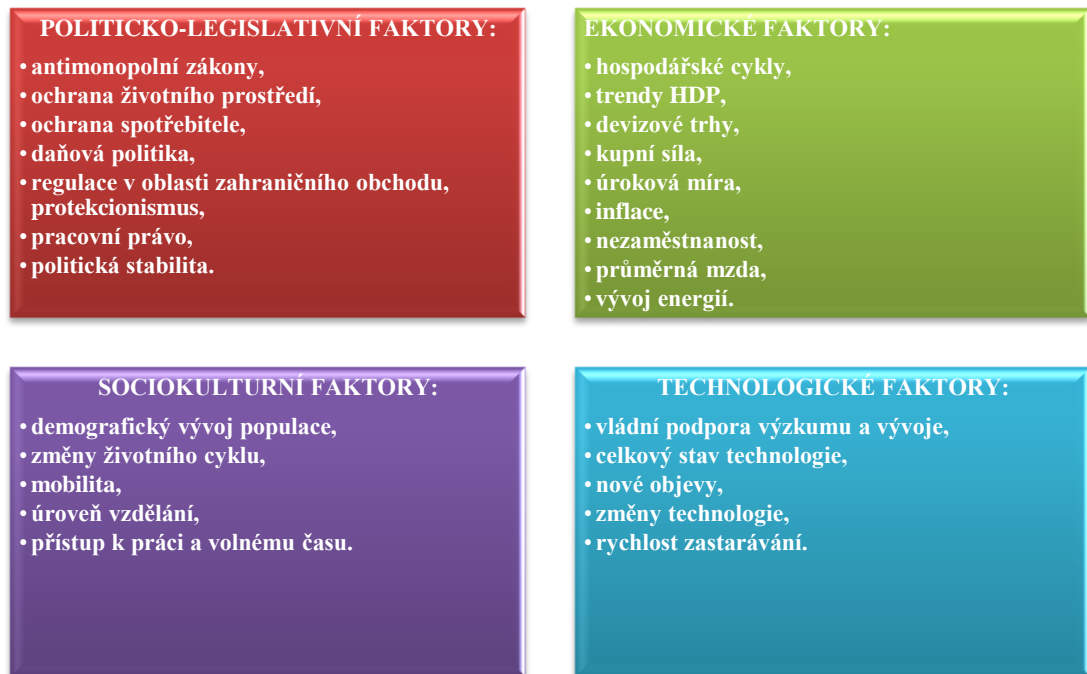 POLITICKO-LEGISLATIVNÍ FAKTORY:
• antimonopolní zákony,
• ochrana životního prostředí,
• ochrana spotřebitele,
• daňová politika,
• regulace v oblasti zahraničního obchodu,
protekcionismus,
• pracovní právo,
• politická stabilita.
EKONOMICKÉ FAKTORY:
• hospodářské cykly,
• trendy HDP,
• devizové trhy,
• kupní síla,
• úroková míra,
• inflace,
• nezaměstnanost,
• průměrná mzda,
• vývoj energií.
SOCIOKULTURNÍ FAKTORY:
• demografický vývoj populace,
• změny životního cyklu,
• mobilita,
• úroveň vzdělání,
• přístup k práci a volnému času.
TECHNOLOGICKÉ FAKTORY:
• vládní podpora výzkumu a vývoje,
• celkový stav technologie,
• nové objevy,
• změny technologie,
• rychlost zastarávání.